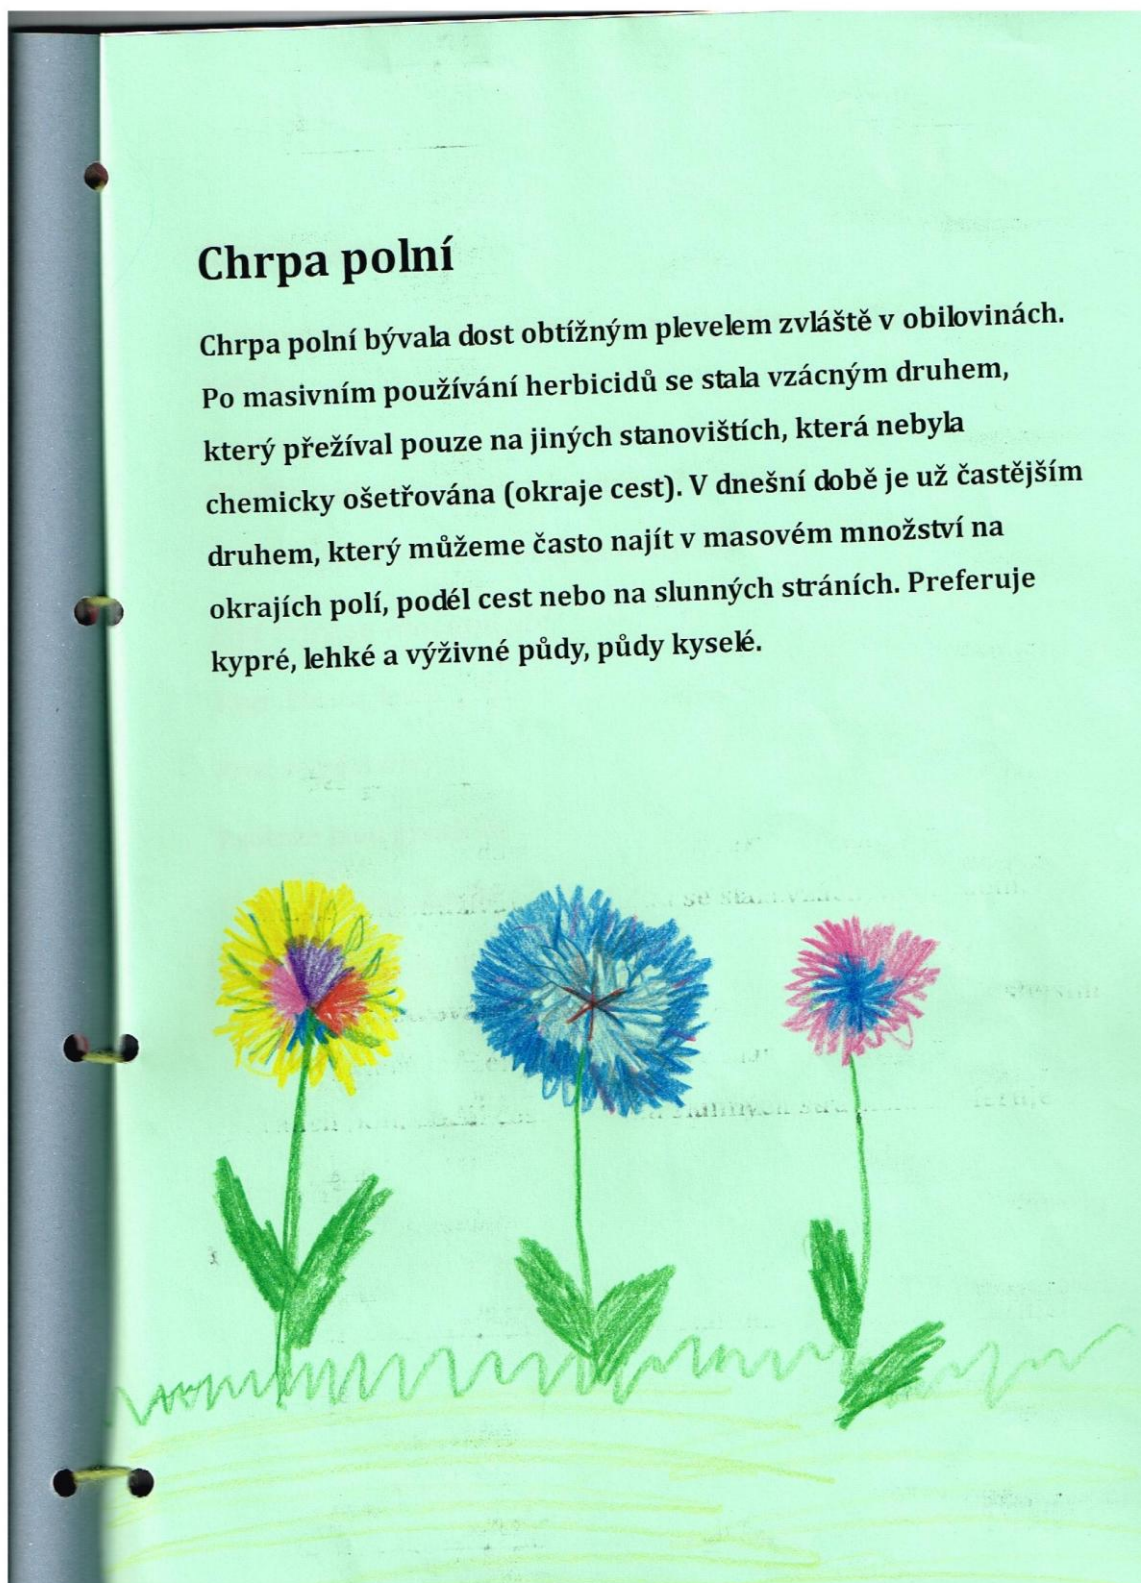 Chrpa polní
Chrpa polní bývala dost obtížným plevelem zvláště v obilovinách.
Po masivním používání herbicidů se stala vzácným druhem,
který přežíval pouze na jiných stanovištích, která nebyla
chemicky ošetřována (okraje cest). V dnešní době je už častějším
druhem, který můžeme často najít v masovém množství na
okrajích polí, podél cest nebo na slunných stráních. Preferuje
kypré, lehké a výživné půdy, půdy kyselé.